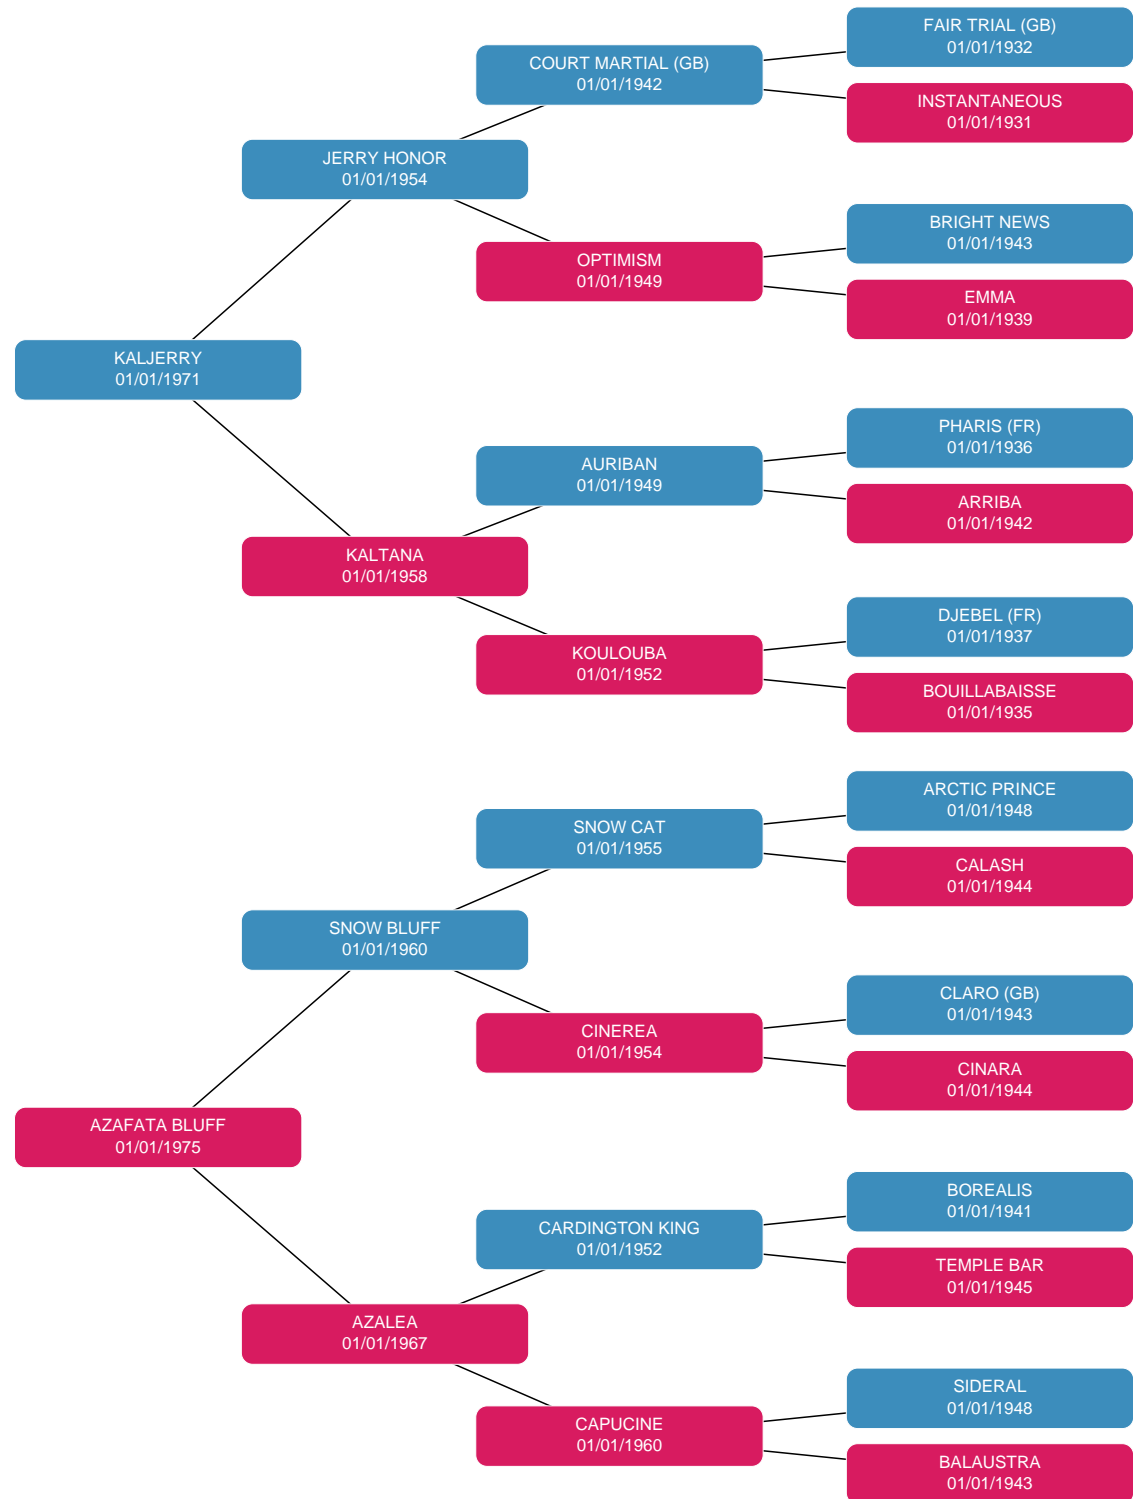 FAIR TRIAL (GB)
01/01/1932
COURT MARTIAL (GB)
01/01/1942
INSTANTANEOUS
01/01/1931
JERRY HONOR
01/01/1954
BRIGHT NEWS
01/01/1943
OPTIMISM
01/01/1949
EMMA
01/01/1939
KALJERRY
01/01/1971
PHARIS (FR)
01/01/1936
AURIBAN
01/01/1949
ARRIBA
01/01/1942
KALTANA
01/01/1958
DJEBEL (FR)
01/01/1937
KOULOUBA
01/01/1952
BOUILLABAISSE
01/01/1935
ARCTIC PRINCE
01/01/1948
SNOW CAT
01/01/1955
CALASH
01/01/1944
SNOW BLUFF
01/01/1960
CLARO (GB)
01/01/1943
CINEREA
01/01/1954
CINARA
01/01/1944
AZAFATA BLUFF
01/01/1975
BOREALIS
01/01/1941
CARDINGTON KING
01/01/1952
TEMPLE BAR
01/01/1945
AZALEA
01/01/1967
SIDERAL
01/01/1948
CAPUCINE
01/01/1960
BALAUSTRA
01/01/1943